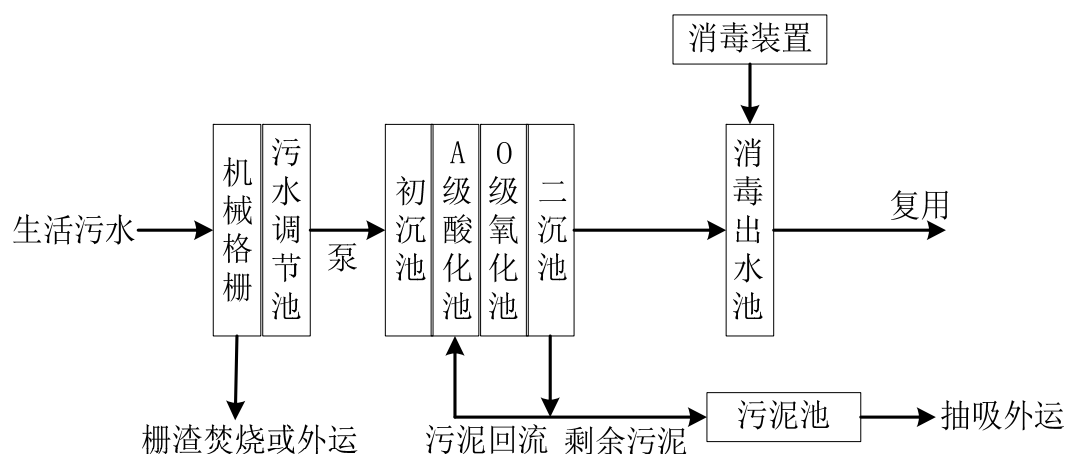 消毒装置
生活污水
机械格栅
污水调节池
泵
初沉池
A级酸化池
O级氧化池
二沉池
消毒出水池
复用
栅渣焚烧或外运
污泥回流
剩余污泥
污泥池
抽吸外运